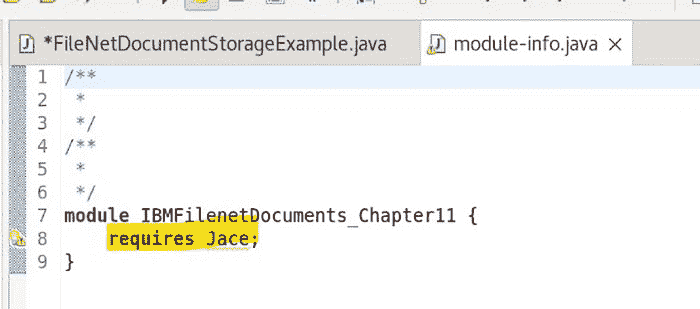 *FileNetDocumentStorageExample.java module-info.java
1 /**
2 *
3 */
4 /**
5 *
6 */
7 module IBMFilenetDocuments_Chapter11 {
8 requires Jace;
9 }